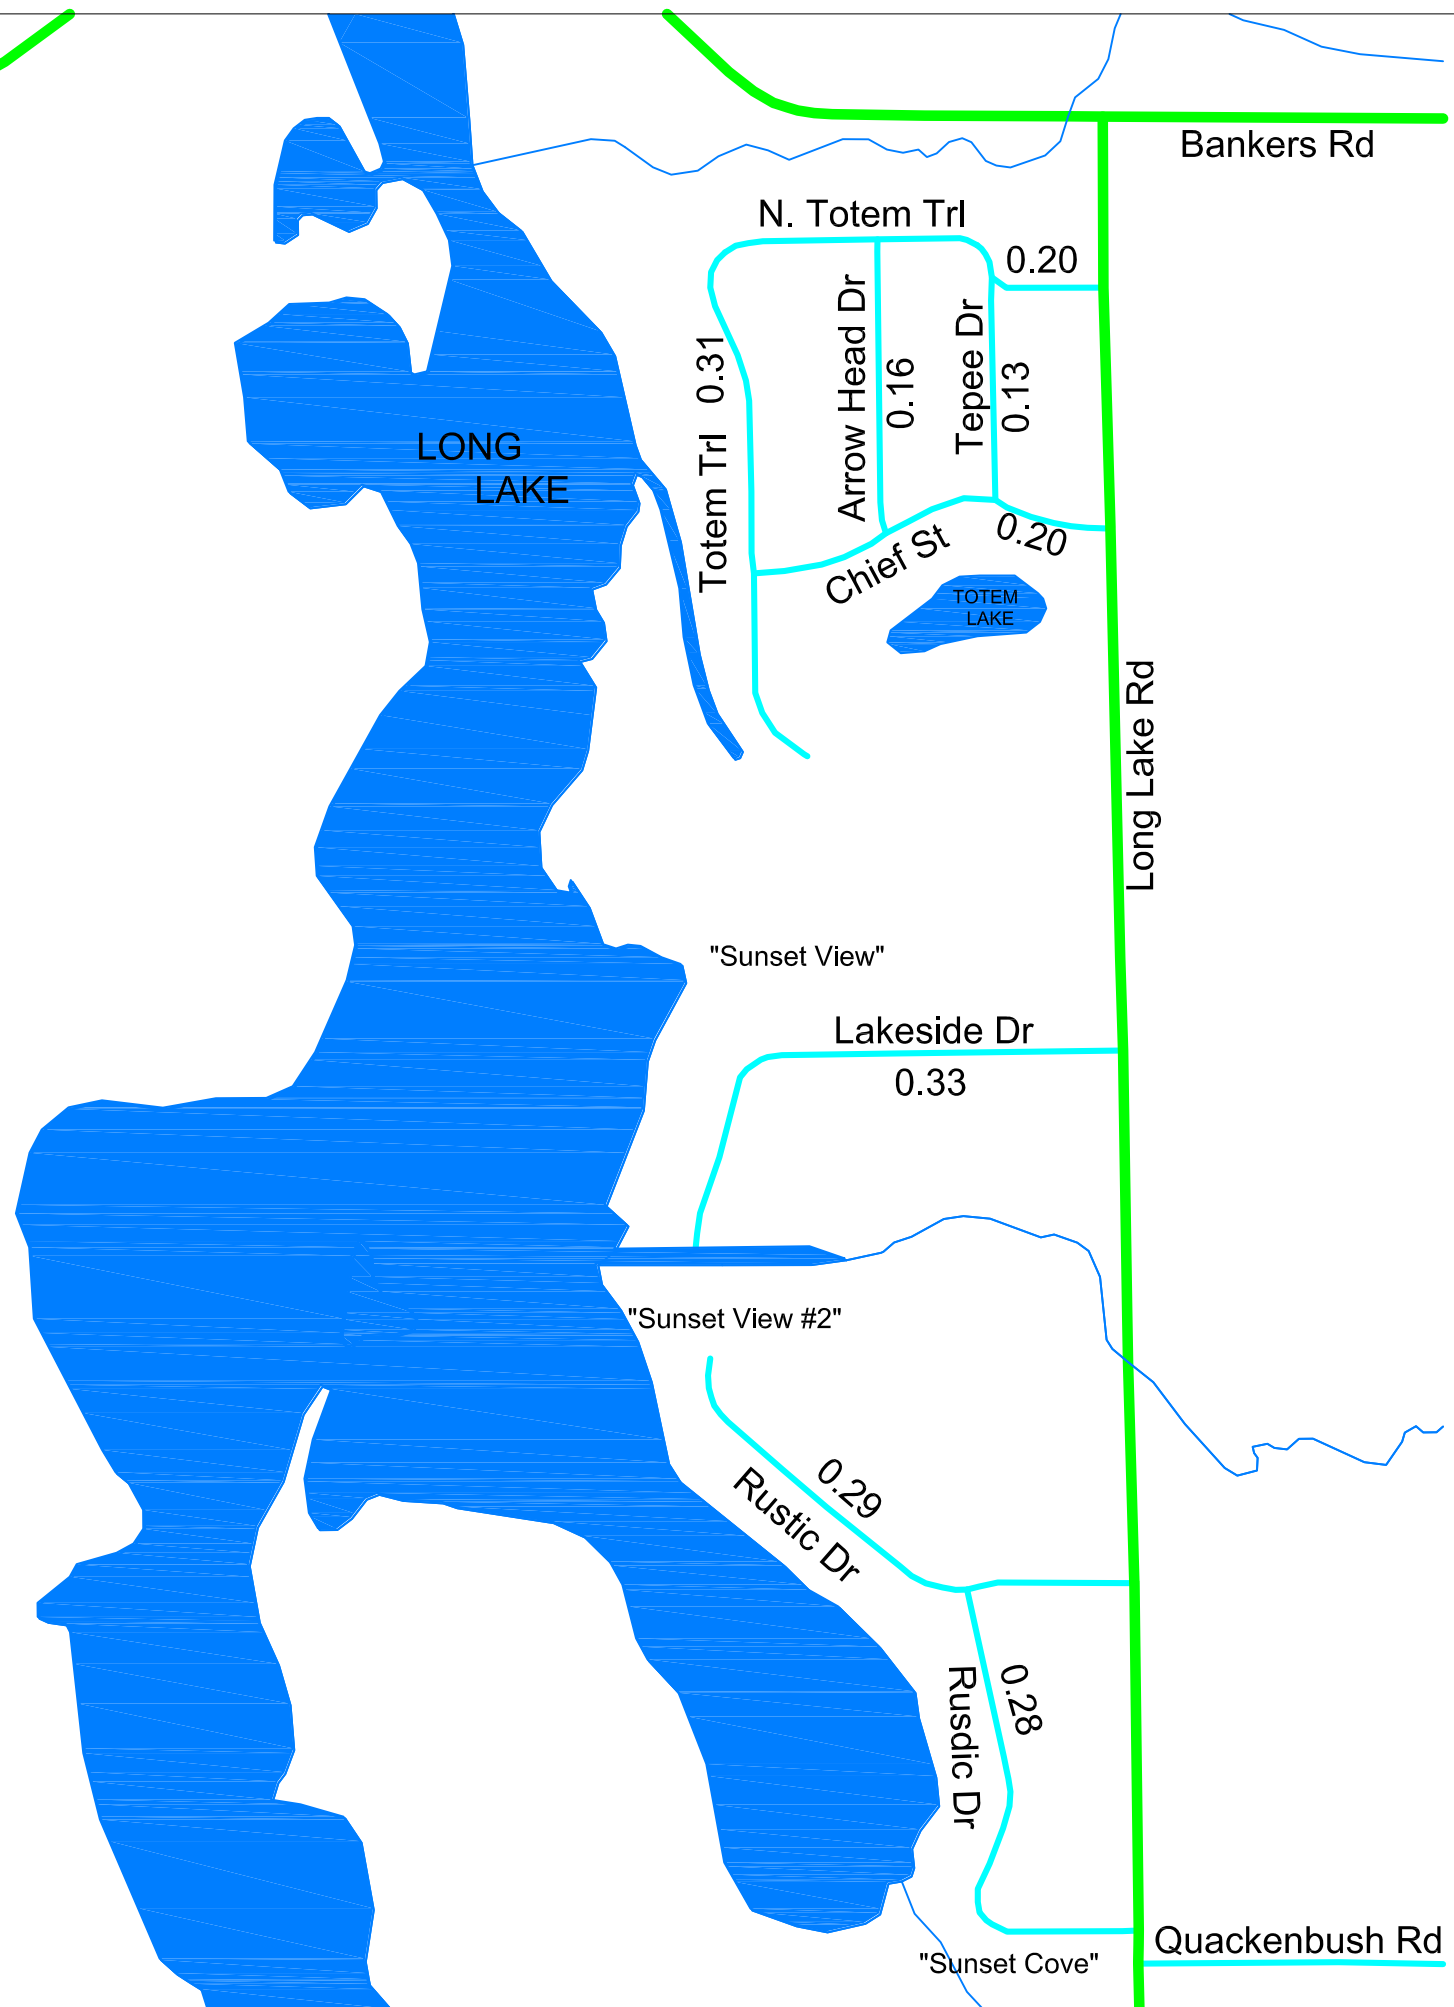 Bankers Rd
N. Totem Trl
0.20
Arrow Head Dr
0.16
Tepee Dr
0.13
Totem Trl 0.31
LONG
LAKE
Chief St
0.20
TOTEM
LAKE
Long Lake Rd
"Sunset View"
Lakeside Dr
0.33
"Sunset View #2"
0.29
Rustic Dr
0.28
Rusdic Dr
Quackenbush Rd
"Sunset Cove"